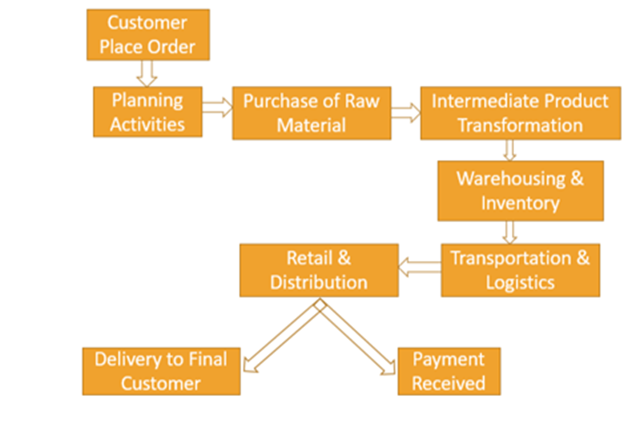 Customer
Place Order
Planning
Activities
Purchase of Raw
Material
Intermediate Product
Transformation
Warehousing &
Inventory
Retail &
Distribution
Transportation &
Logistics
Delivery to Final
Customer
Payment
Received